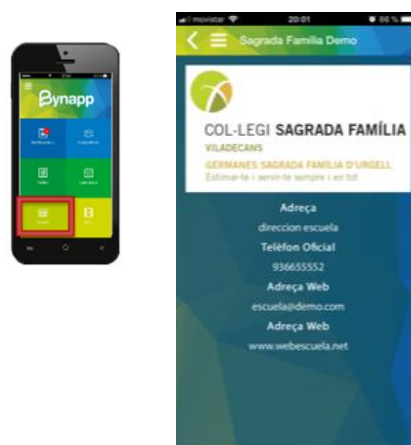 Bynapp
movistar
20:01
66 %
Sagrada Família Demo
COL·LEGI SAGRADA FAMÍLIA
VILADECANS
GERMANES SAGRADA FAMÍLIA D'URGELL
Estimar-te i servir-te sempre i en tot
Adreça
direccion escuela
Telèfon Oficial
936655552
Adreça Web
escuela@demo.com
Adreça Web
www.webescuela.net